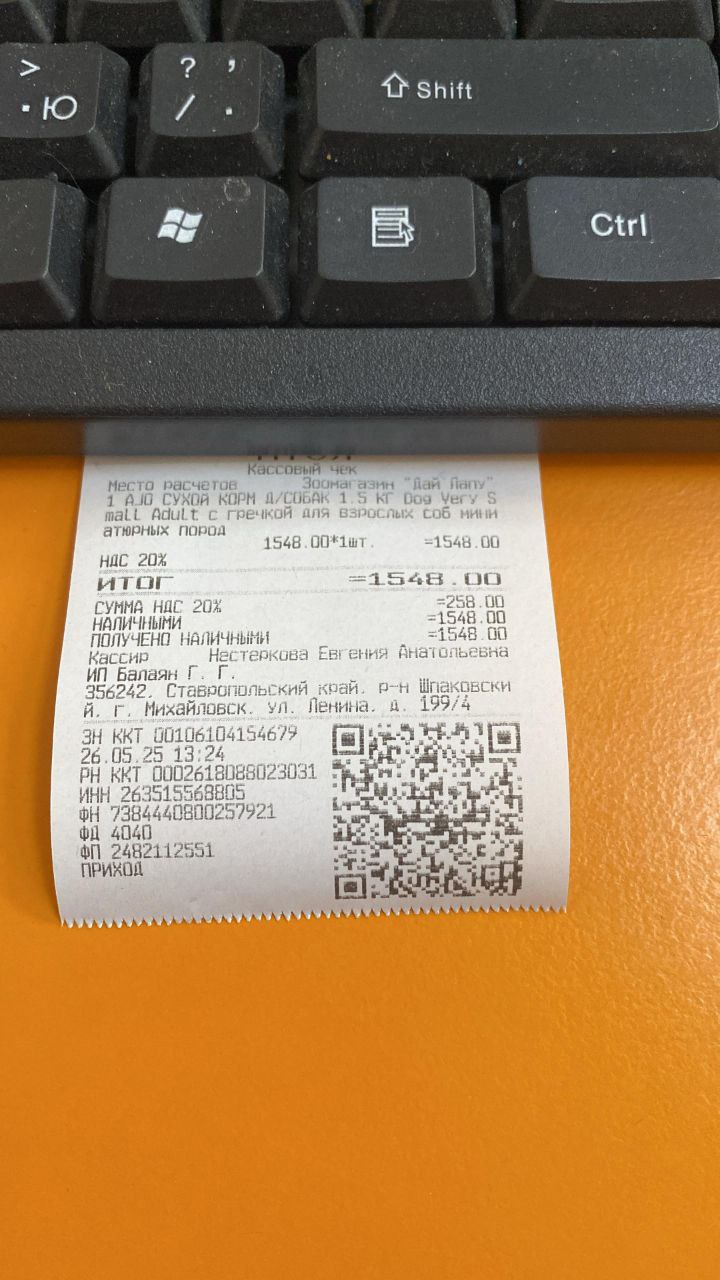 >
. Ю
? ,
/ .
Shift
Ctrl
Кассовый чек
Место расчетов Зоомагазин "Дай Лапу"
1 AJO СУХОЙ КОРМ Д/СОБАК 1.5 КГ Dog Very S
mall Adult с гречкой для взрослых соб мини
атюрных пород
1548.00*1шт. =1548.00
НДС 20%
ИТОГ =1548.00
СУММА НДС 20% =258.00
НАЛИЧНЫМИ =1548.00
ПОЛУЧЕНО НАЛИЧНЫМИ =1548.00
Кассир Нестеркова Евгения Анатольевна
ИП Балаян Г. Г.
356242, Ставропольский край, р-н Шпаковски
й, г. Михайловск, ул. Ленина, д. 199/4
ЗН ККТ 00106104154679
26.05.25 13:24
РН ККТ 0002618088023031
ИНН 263515568805
ФН 7384440800257921
ФД 4040
ФП 2482112551
ПРИХОД